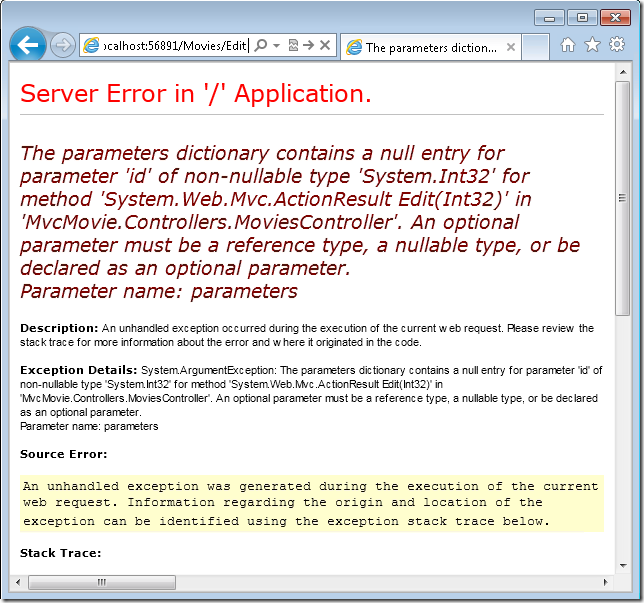 ocalhost:56891/Movies/Edit
The parameters diction...
Server Error in '/' Application.
The parameters dictionary contains a null entry for
parameter 'id' of non-nullable type 'System.Int32' for
method 'System.Web.Mvc.ActionResult Edit(Int32)' in
'MvcMovie.Controllers.MoviesController'. An optional
parameter must be a reference type, a nullable type, or be
declared as an optional parameter.
Parameter name: parameters
Description: An unhandled exception occurred during the execution of the current web request. Please review the
stack trace for more information about the error and where it originated in the code.
Exception Details: System.ArgumentException: The parameters dictionary contains a null entry for parameter 'id' of
non-nullable type 'System.Int32' for method 'System.Web.Mvc.ActionResult Edit(Int32)' in
'MvcMovie.Controllers.MoviesController'. An optional parameter must be a reference type, a nullable type, or be declared
as an optional parameter.
Parameter name: parameters
Source Error:
An unhandled exception was generated during the execution of the current
web request. Information regarding the origin and location of the
exception can be identified using the exception stack trace below.
Stack Trace: